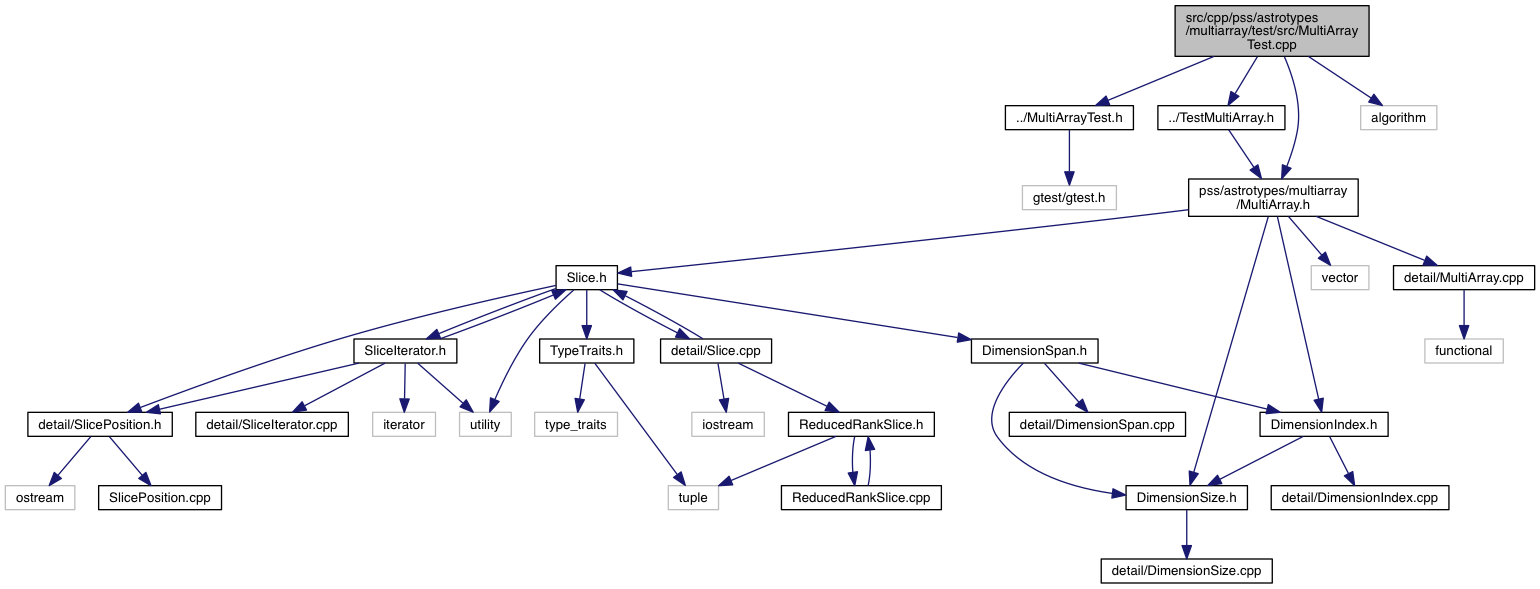 src/cpp/pss/astrotypes
/multiarray/test/src/MultiArray
Test.cpp
../MultiArrayTest.h
../TestMultiArray.h
algorithm
gtest/gtest.h
pss/astrotypes/multiarray
/MultiArray.h
Slice.h
vector
detail/MultiArray.cpp
SliceIterator.h
TypeTraits.h
detail/Slice.cpp
DimensionSpan.h
functional
detail/SlicePosition.h
detail/SliceIterator.cpp
iterator
utility
type_traits
iostream
ReducedRankSlice.h
detail/DimensionSpan.cpp
DimensionIndex.h
ostream
SlicePosition.cpp
tuple
ReducedRankSlice.cpp
DimensionSize.h
detail/DimensionIndex.cpp
detail/DimensionSize.cpp